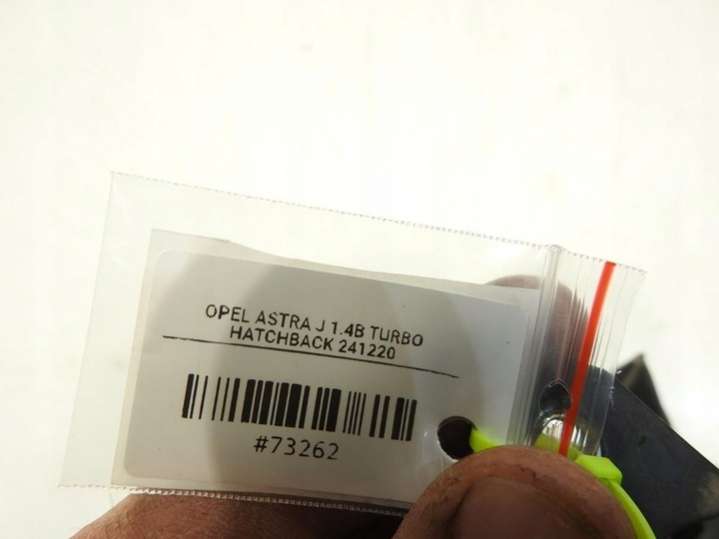 OPEL ASTRA J 1.4B TURBO
HATCHBACK 241220
#73262